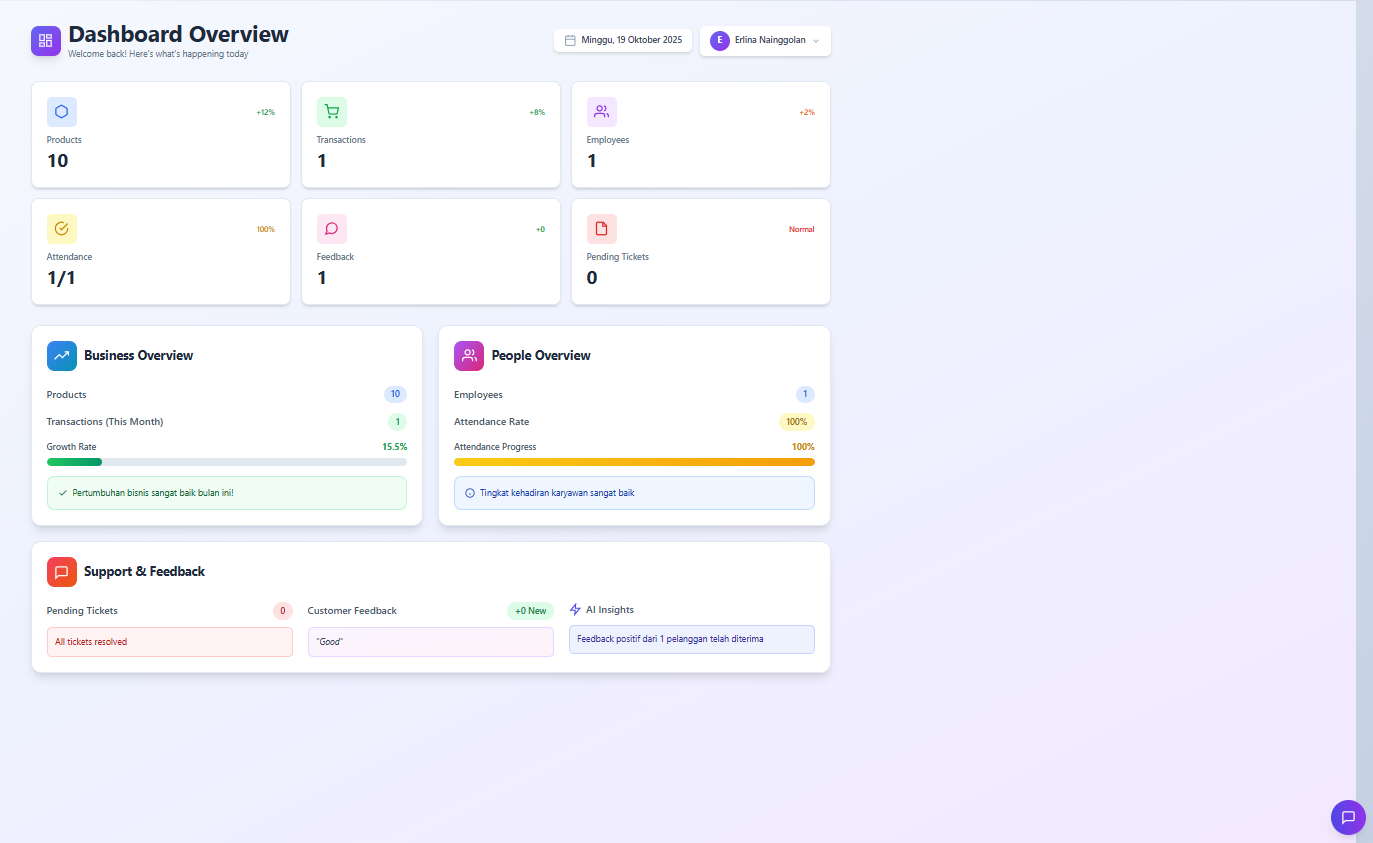 Dashboard Overview
Welcome back! Here's what's happening today
Minggu, 19 Oktober 2025
E
Erlina Nainggolan
+12%
Products
10
+8%
Transactions
1
+2%
Employees
1
100%
Attendance
1/1
+0
Feedback
1
Normal
Pending Tickets
0
Business Overview
Products
10
Transactions (This Month)
1
Growth Rate
15.5%
Pertumbuhan bisnis sangat baik bulan ini!
People Overview
Employees
1
Attendance Rate
100%
Attendance Progress
100%
Tingkat kehadiran karyawan sangat baik
Support & Feedback
Pending Tickets
0
All tickets resolved
Customer Feedback
+0 New
"Good"
AI Insights
Feedback positif dari 1 pelanggan telah diterima